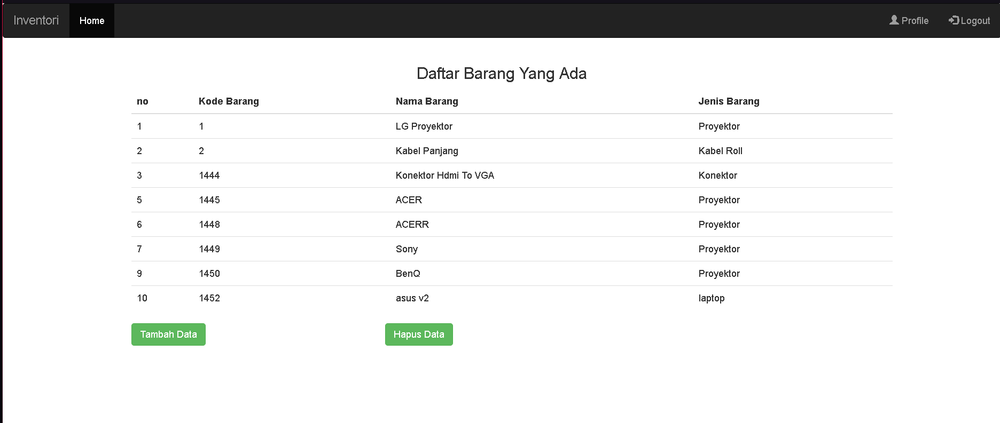 Inventori Home Profile Logout
Daftar Barang Yang Ada
no Kode Barang Nama Barang Jenis Barang
1 1 LG Proyektor Proyektor
2 2 Kabel Panjang Kabel Roll
3 1444 Konektor Hdmi To VGA Konektor
5 1445 ACER Proyektor
6 1448 ACERR Proyektor
7 1449 Sony Proyektor
9 1450 BenQ Proyektor
10 1452 asus v2 laptop
Tambah Data Hapus Data